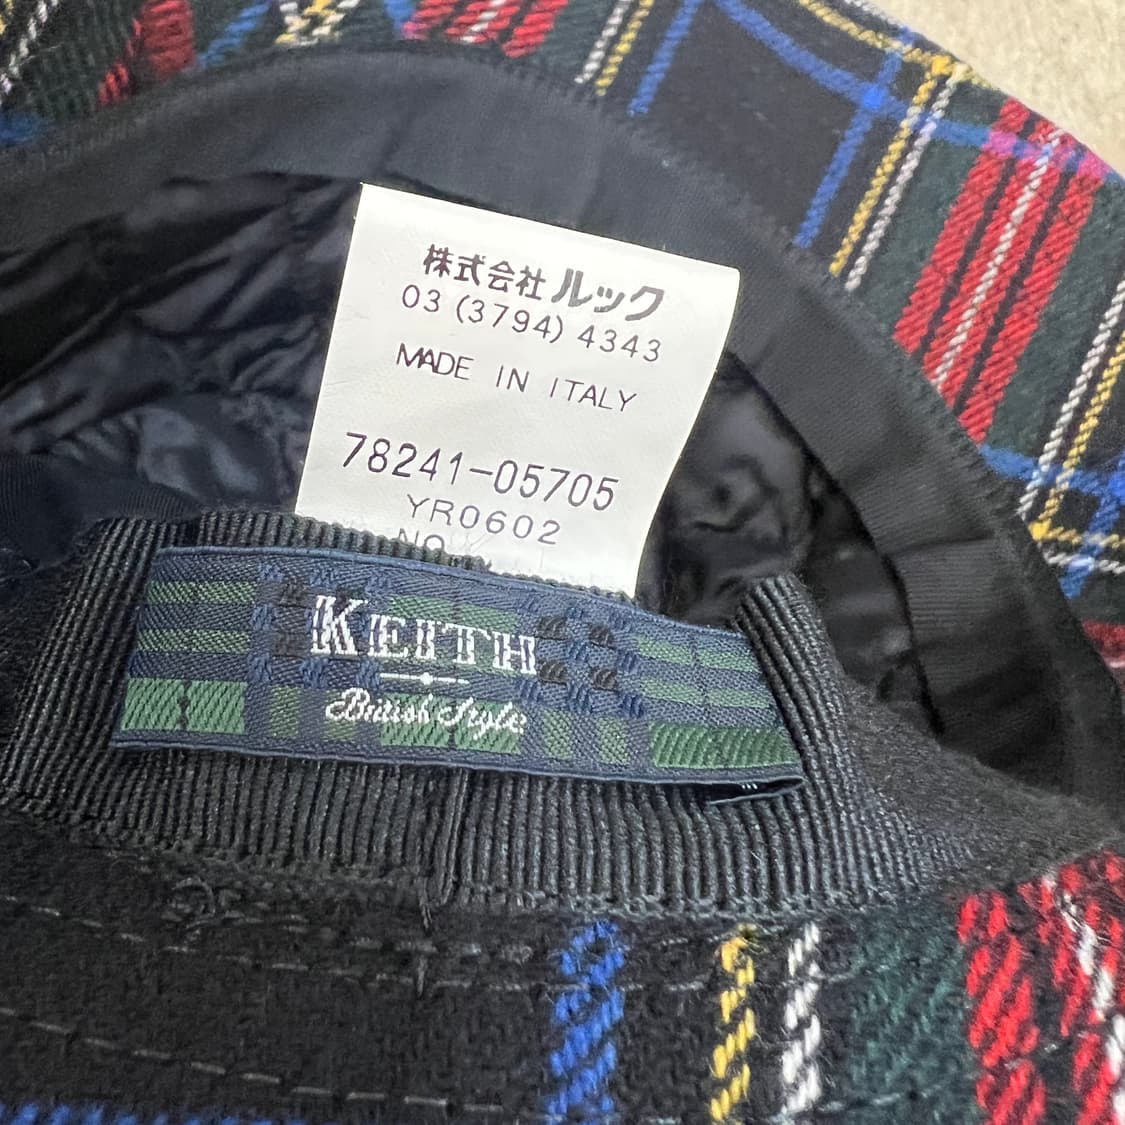 株式会社 ルック
03 (3794) 4343
MADE IN ITALY
78241-05705
YR0602
NO
KEITH
British Style